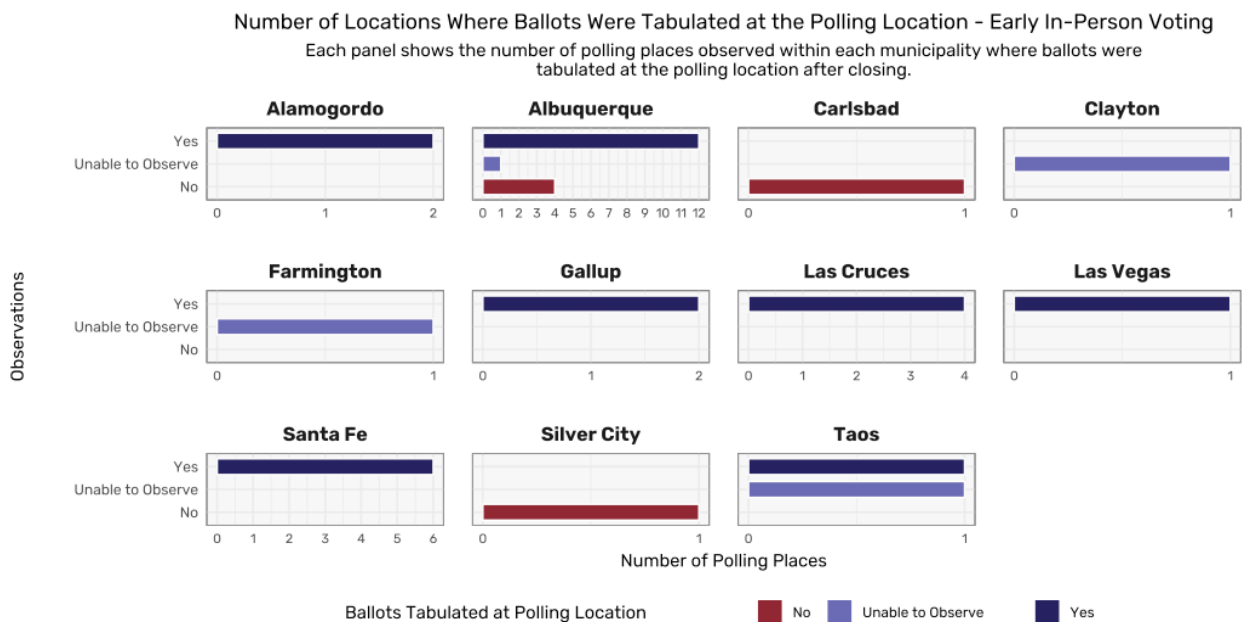 Number of Locations Where Ballots Were Tabulated at the Polling Location - Early In-Person Voting
Each panel shows the number of polling places observed within each municipality where ballots were
tabulated at the polling location after closing.
Alamogordo Albuquerque Carlsbad Clayton
Yes
Unable to Observe
No
0 1 2 0 1 2 3 4 5 6 7 8 9 10 11 12 0 1 0 1
Farmington Gallup Las Cruces Las Vegas
Yes
Unable to Observe
No
0 1 0 1 2 0 1 2 3 4 0 1
Observations
Santa Fe Silver City Taos
Yes
Unable to Observe
No
0 1 2 3 4 5 6 0 1 0 1
Number of Polling Places
Ballots Tabulated at Polling Location No Unable to Observe Yes